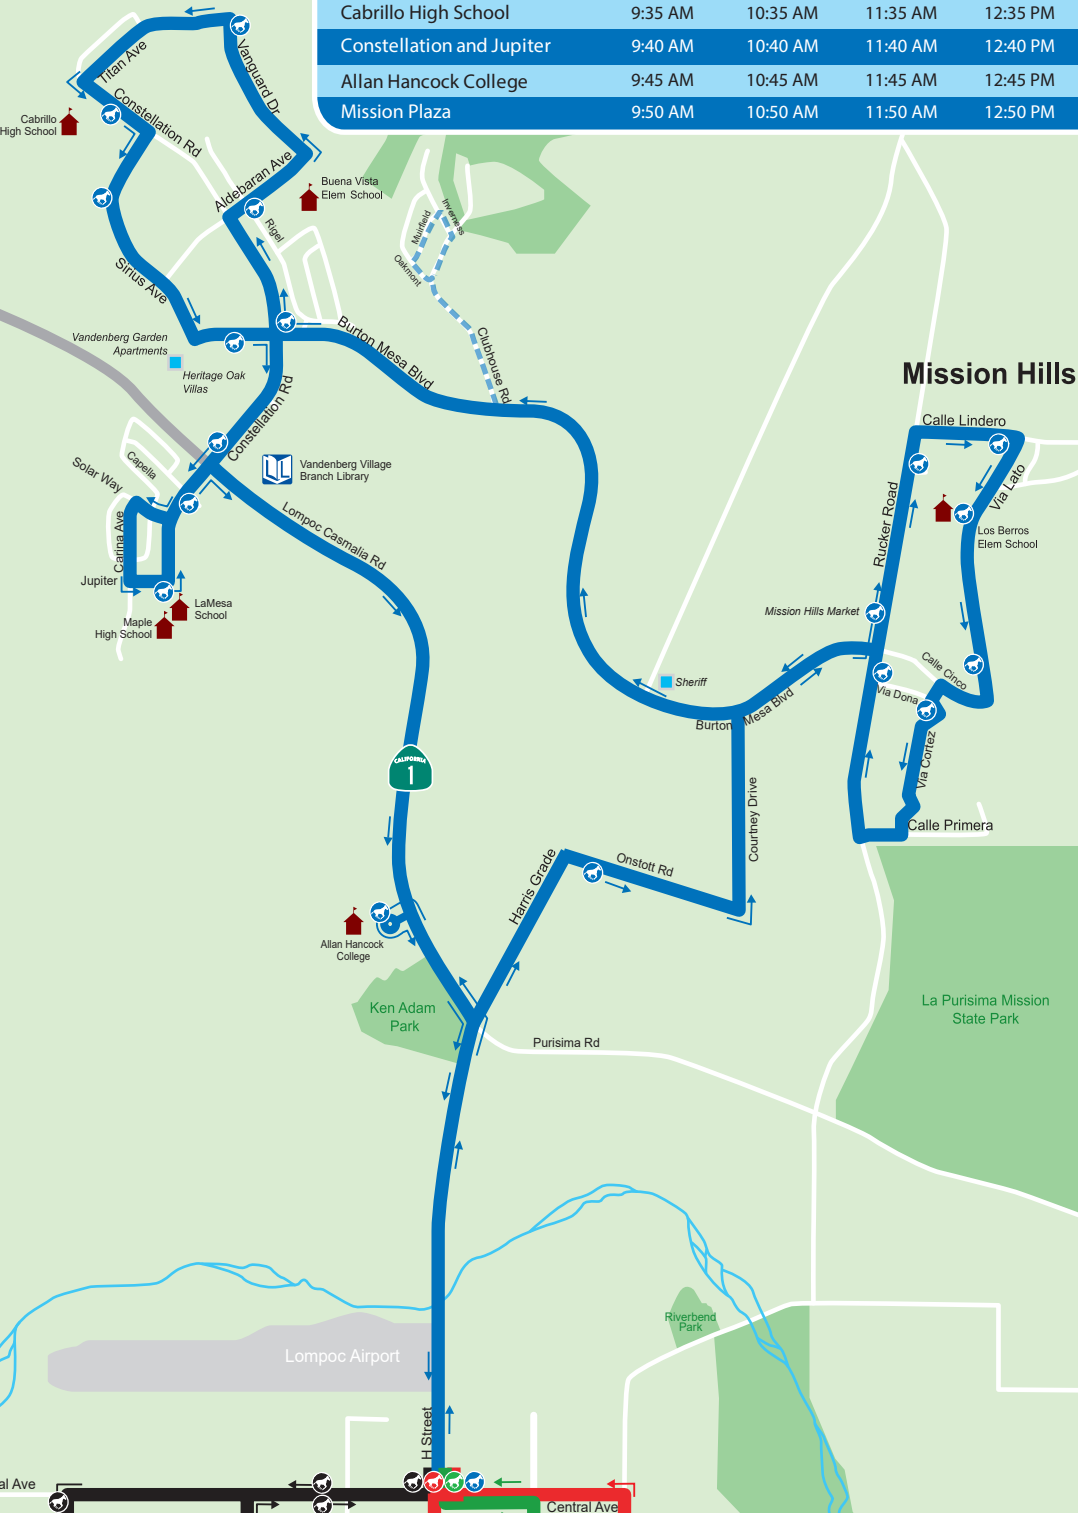 Cabrillo High School 9:35 AM 10:35 AM 11:35 AM 12:35 PM
Constellation and Jupiter 9:40 AM 10:40 AM 11:40 AM 12:40 PM
Allan Hancock College 9:45 AM 10:45 AM 11:45 AM 12:45 PM
Mission Plaza 9:50 AM 10:50 AM 11:50 AM 12:50 PM
Titan Ave
Vanguard Dr
Constellation Rd
Cabrillo
High School
Aldebaran Ave
Buena Vista
Elem School
Rigel
Muirfield
Inverness
Oakmont
Sirius Ave
Vandenberg Garden
Apartments
Heritage Oak
Villas
Burton Mesa Blvd
Clubhouse Rd
Mission Hills
Calle Lindero
Constellation Rd
Solar Way
Capella
Vandenberg Village
Branch Library
Via Lato
Rucker Road
Los Berros
Elem School
Carina Ave
Lompoc Casmalia Rd
Jupiter
LaMesa
School
Maple
High School
Mission Hills Market
Calle Cinco
Sheriff
Via Dona
Burton Mesa Blvd
Via Cortez
CALIFORNIA
1
Courtney Drive
Calle Primera
Harris Grade
Onstott Rd
Allan Hancock
College
Ken Adam
Park
La Purisima Mission
State Park
Purisima Rd
Riverbend
Park
Lompoc Airport
H Street
al Ave
Central Ave